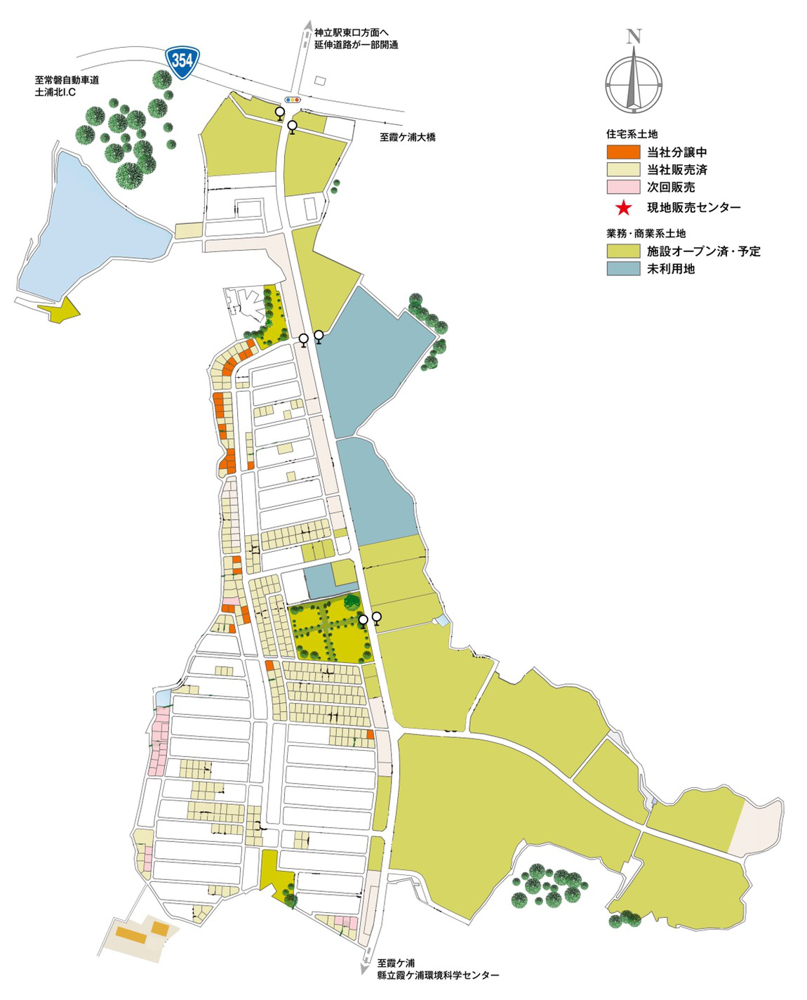 神立駅東口方面へ
延伸道路が一部開通
354
至常磐自動車道
土浦北I.C
至霞ケ浦大橋
N
住宅系土地
当社分譲中
当社販売済
次回販売
現地販売センター
業務・商業系土地
施設オープン済・予定
未利用地
至霞ケ浦
縣立霞ケ浦環境科学センター